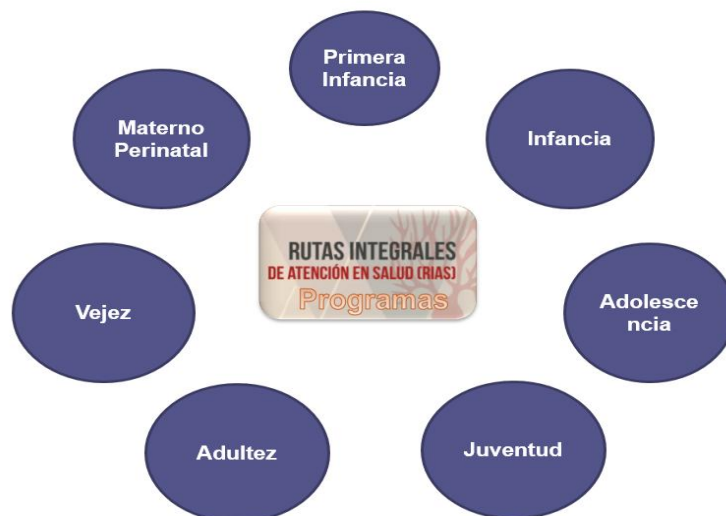 Primera
Infancia
Materno
Perinatal
Infancia
RUTAS INTEGRALES
DE ATENCIÓN EN SALUD (RIAS)
Programas
Vejez
Adolesce
ncia
Adultez
Juventud